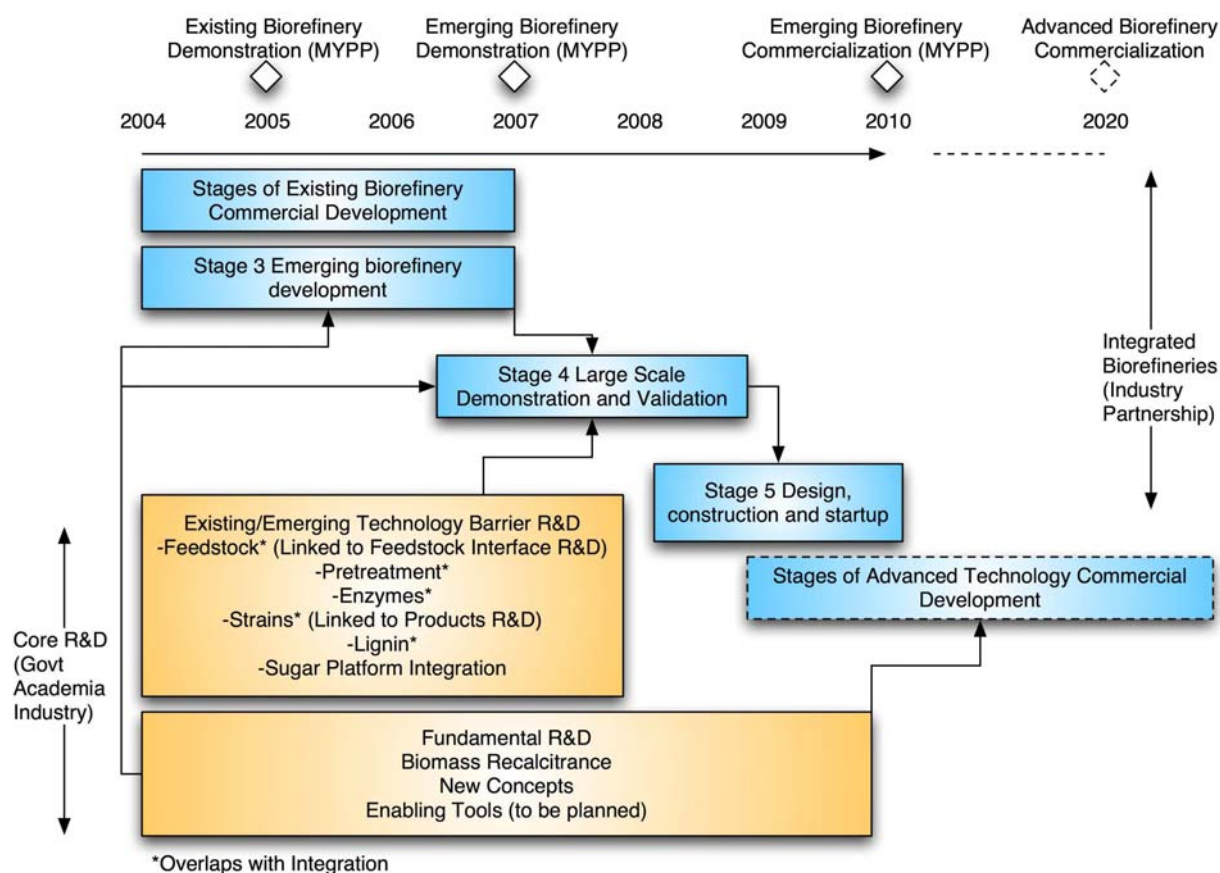 Existing Biorefinery
Demonstration (MYPP)
Emerging Biorefinery
Demonstration (MYPP)
Emerging Biorefinery
Commercialization (MYPP)
Advanced Biorefinery
Commercialization
2004
2005
2006
2007
2008
2009
2010
2020
Stages of Existing Biorefinery
Commercial Development
Stage 3 Emerging biorefinery
development
Stage 4 Large Scale
Demonstration and Validation
Integrated
Biorefineries
(Industry
Partnership)
Stage 5 Design,
construction and startup
Existing/Emerging Technology Barrier R&D
-Feedstock* (Linked to Feedstock Interface R&D)
-Pretreatment*
-Enzymes*
-Strains* (Linked to Products R&D)
-Lignin*
-Sugar Platform Integration
Stages of Advanced Technology Commercial
Development
Core R&D
(Govt
Academia
Industry)
Fundamental R&D
Biomass Recalcitrance
New Concepts
Enabling Tools (to be planned)
*Overlaps with Integration